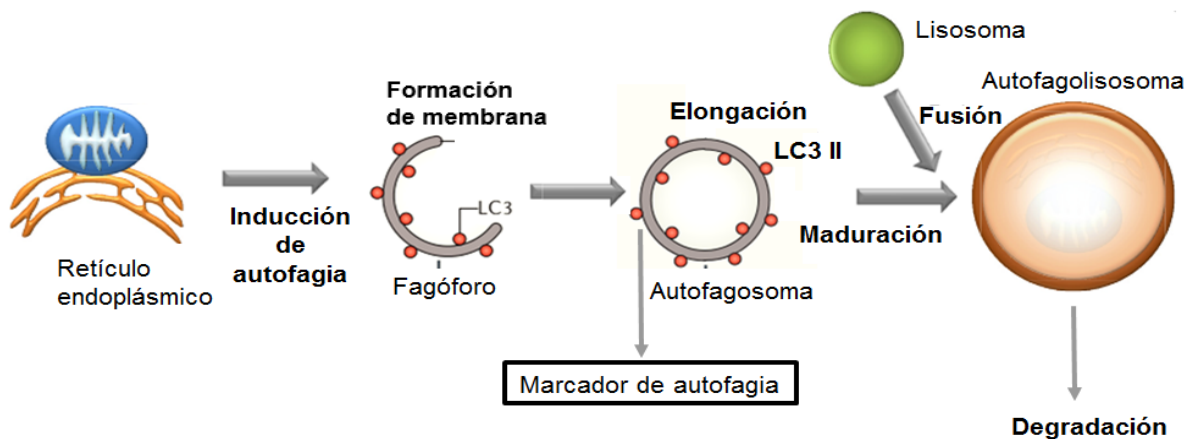 Retículo
endoplásmico
Inducción
de
autofagia
Formación
de membrana
LC3
Fagóforo
Elongación
LC3 II
Autofagosoma
Marcador de autofagia
Maduración
Lisosoma
Fusión
Autofagolisosoma
Degradación